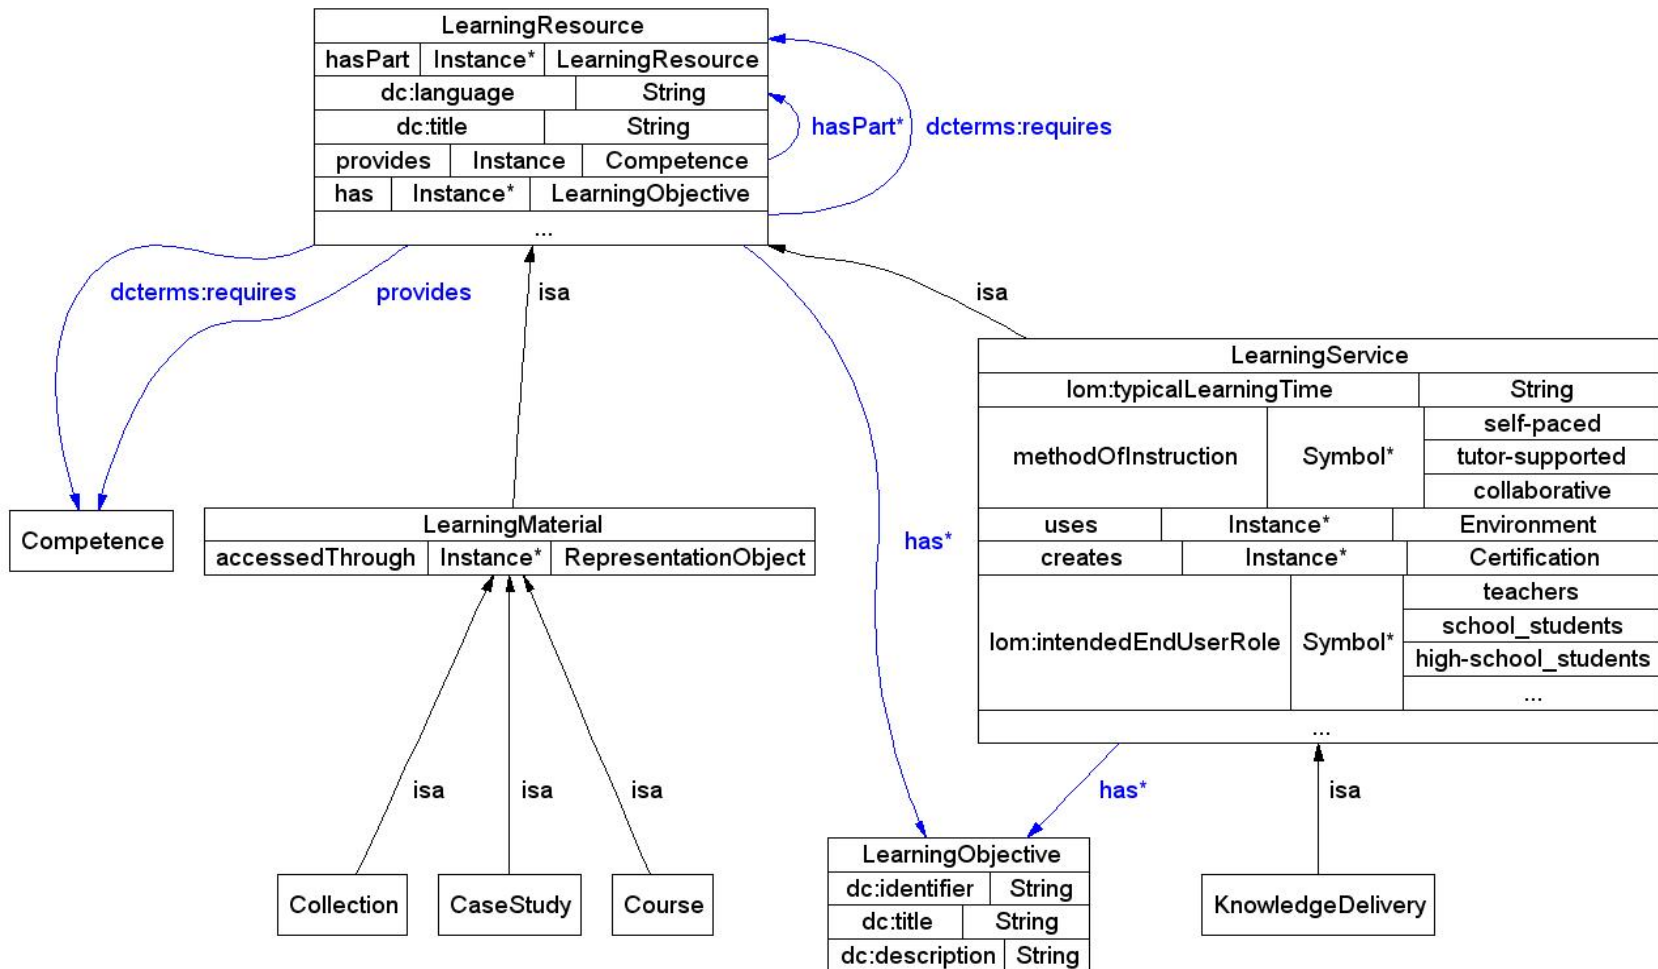 LearningResource
hasPart Instance* LearningResource
dc:language String
dc:title String
provides Instance Competence
has Instance* LearningObjective
...
hasPart* dcterms:requires
dcterms:requires provides isa isa
LearningService
lom:typicalLearningTime String
methodOfInstruction Symbol* self-paced
tutor-supported
collaborative
uses Instance* Environment
creates Instance* Certification
lom:intendedEndUserRole Symbol* teachers
school_students
high-school_students
...
...
Competence
LearningMaterial
accessedThrough Instance* RepresentationObject
has*
isa isa isa has* isa
Collection CaseStudy Course
LearningObjective
dc:identifier String
dc:title String
dc:description String
KnowledgeDelivery